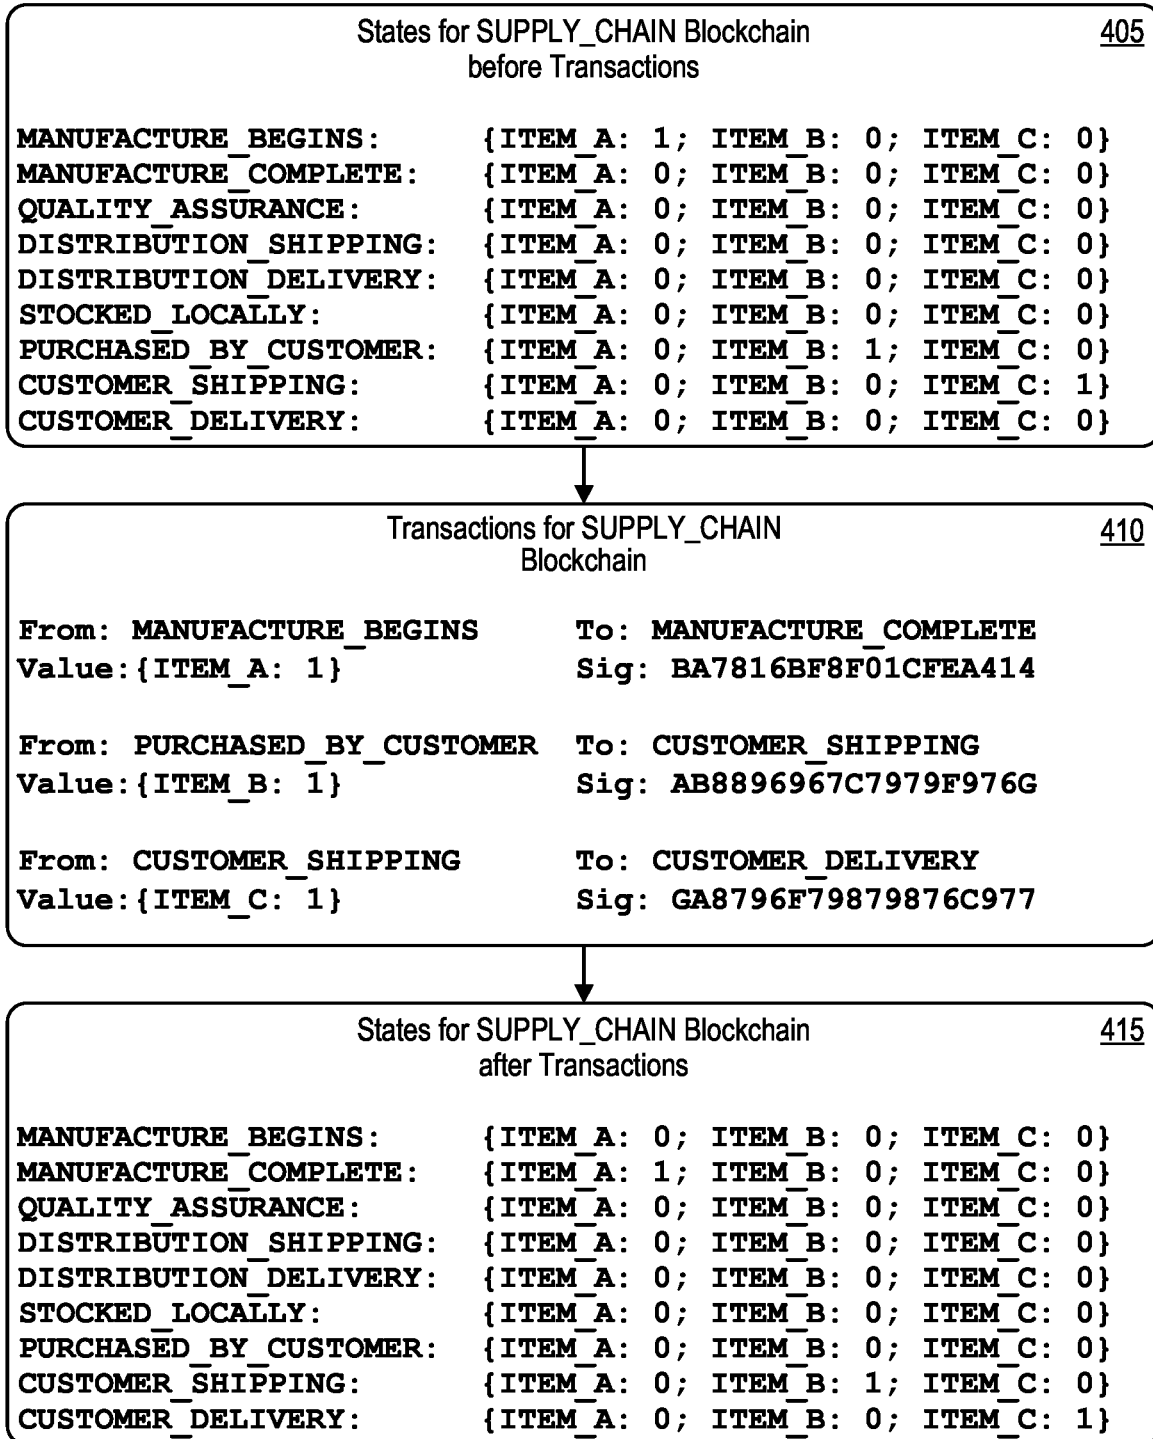 States for SUPPLY_CHAIN Blockchain 405
before Transactions
MANUFACTURE_BEGINS: {ITEM_A: 1; ITEM_B: 0; ITEM_C: 0}
MANUFACTURE_COMPLETE: {ITEM_A: 0; ITEM_B: 0; ITEM_C: 0}
QUALITY_ASSURANCE: {ITEM_A: 0; ITEM_B: 0; ITEM_C: 0}
DISTRIBUTION_SHIPPING: {ITEM_A: 0; ITEM_B: 0; ITEM_C: 0}
DISTRIBUTION_DELIVERY: {ITEM_A: 0; ITEM_B: 0; ITEM_C: 0}
STOCKED_LOCALLY: {ITEM_A: 0; ITEM_B: 0; ITEM_C: 0}
PURCHASED_BY_CUSTOMER: {ITEM_A: 0; ITEM_B: 1; ITEM_C: 0}
CUSTOMER_SHIPPING: {ITEM_A: 0; ITEM_B: 0; ITEM_C: 1}
CUSTOMER_DELIVERY: {ITEM_A: 0; ITEM_B: 0; ITEM_C: 0}
Transactions for SUPPLY_CHAIN 410
Blockchain
From: MANUFACTURE_BEGINS To: MANUFACTURE_COMPLETE
Value:{ITEM_A: 1} Sig: BA7816BF8F01CFEA414
From: PURCHASED_BY_CUSTOMER To: CUSTOMER_SHIPPING
Value:{ITEM_B: 1} Sig: AB8896967C7979F976G
From: CUSTOMER_SHIPPING To: CUSTOMER_DELIVERY
Value:{ITEM_C: 1} Sig: GA8796F79879876C977
States for SUPPLY_CHAIN Blockchain 415
after Transactions
MANUFACTURE_BEGINS: {ITEM_A: 0; ITEM_B: 0; ITEM_C: 0}
MANUFACTURE_COMPLETE: {ITEM_A: 1; ITEM_B: 0; ITEM_C: 0}
QUALITY_ASSURANCE: {ITEM_A: 0; ITEM_B: 0; ITEM_C: 0}
DISTRIBUTION_SHIPPING: {ITEM_A: 0; ITEM_B: 0; ITEM_C: 0}
DISTRIBUTION_DELIVERY: {ITEM_A: 0; ITEM_B: 0; ITEM_C: 0}
STOCKED_LOCALLY: {ITEM_A: 0; ITEM_B: 0; ITEM_C: 0}
PURCHASED_BY_CUSTOMER: {ITEM_A: 0; ITEM_B: 0; ITEM_C: 0}
CUSTOMER_SHIPPING: {ITEM_A: 0; ITEM_B: 1; ITEM_C: 0}
CUSTOMER_DELIVERY: {ITEM_A: 0; ITEM_B: 0; ITEM_C: 1}